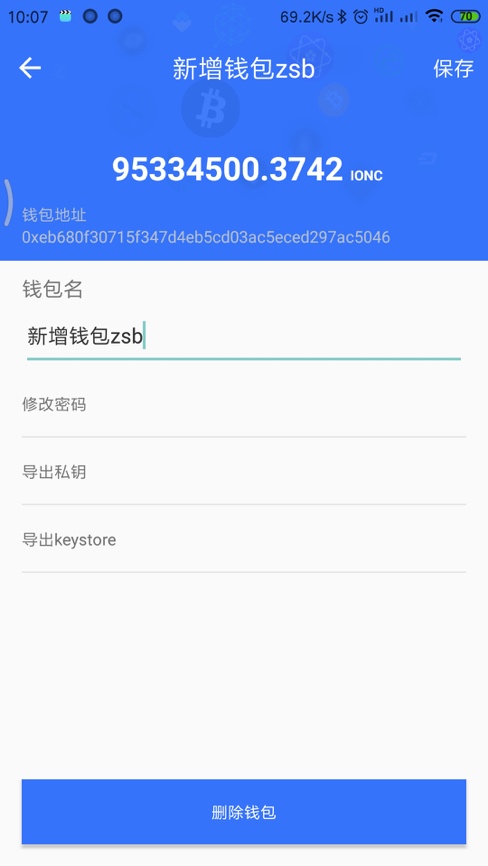 10:07
69.2K/s
HD
70
新增钱包zsb
保存
95334500.3742 IONC
钱包地址
0xeb680f30715f347d4eb5cd03ac5eced297ac5046
钱包名
新增钱包zsb
修改密码
导出私钥
导出keystore
删除钱包